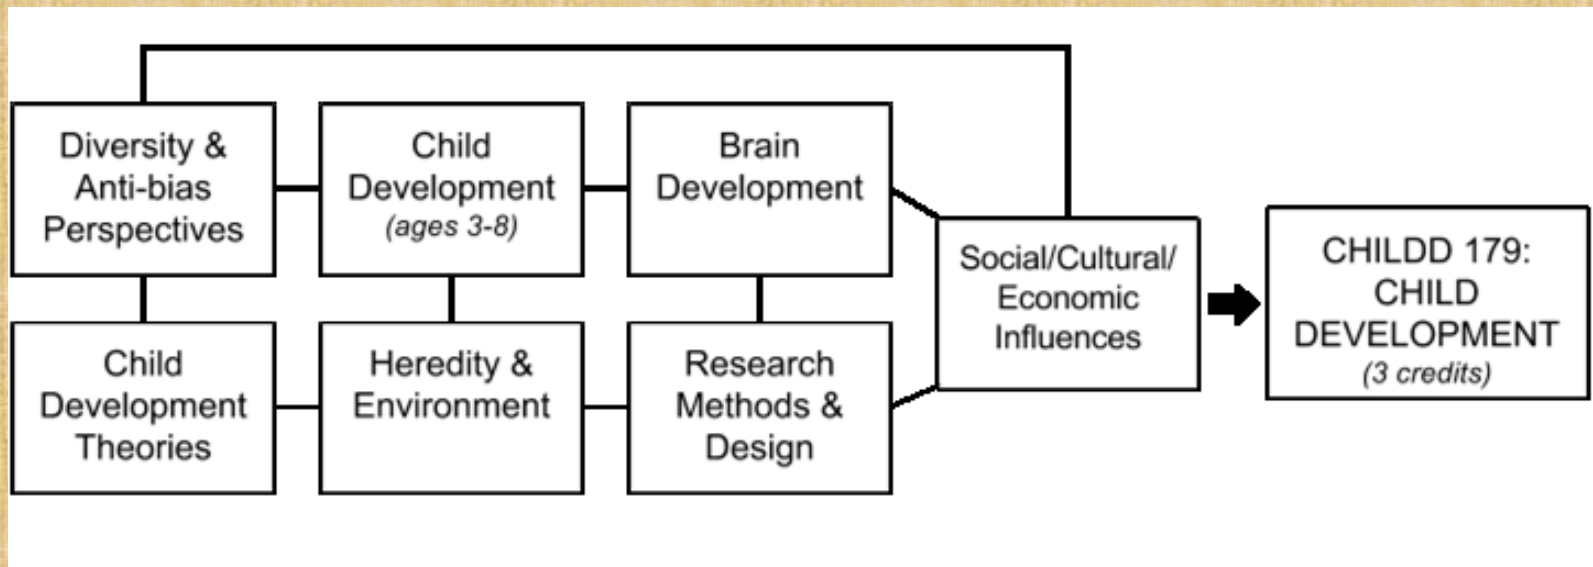 Diversity &
Anti-bias
Perspectives
Child
Development
(ages 3-8)
Brain
Development
Child
Development
Theories
Heredity &
Environment
Research
Methods &
Design
Social/Cultural/
Economic
Influences
CHILDD 179:
CHILD
DEVELOPMENT
(3 credits)